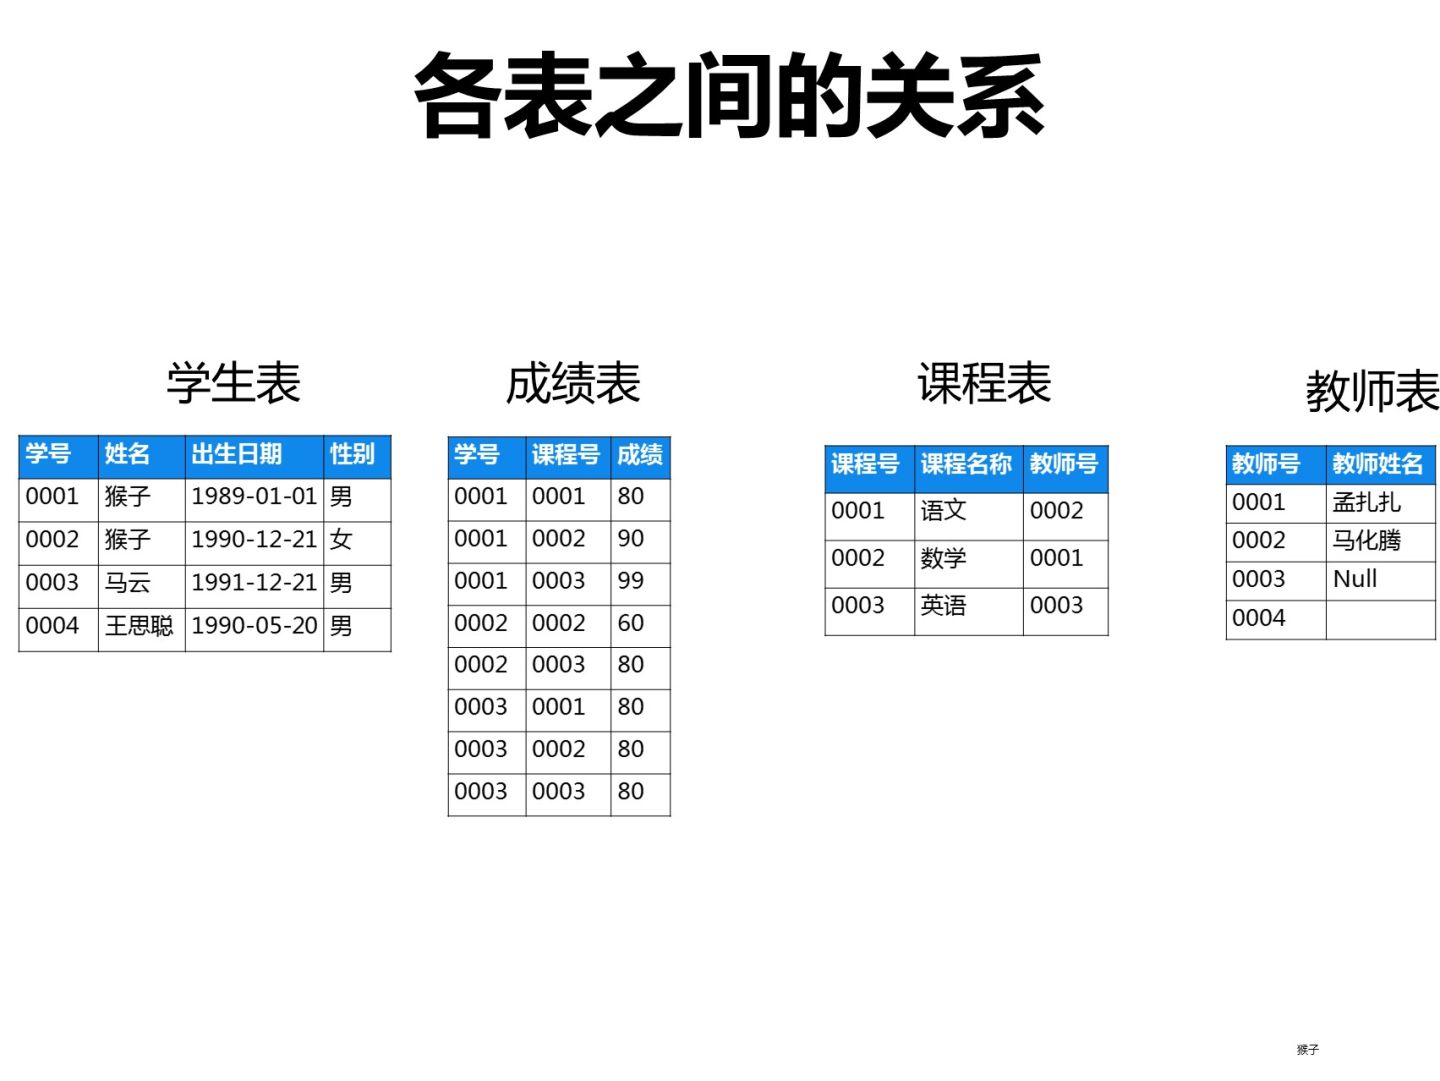 各表之间的关系
学生表
学号 姓名 出生日期 性别
0001 猴子 1989-01-01 男
0002 猴子 1990-12-21 女
0003 马云 1991-12-21 男
0004 王思聪 1990-05-20 男
成绩表
学号 课程号 成绩
0001 0001 80
0001 0002 90
0001 0003 99
0002 0002 60
0002 0003 80
0003 0001 80
0003 0002 80
0003 0003 80
课程表
课程号 课程名称 教师号
0001 语文 0002
0002 数学 0001
0003 英语 0003
教师表
教师号 教师姓名
0001 孟扎扎
0002 马化腾
0003 Null
0004
猴子